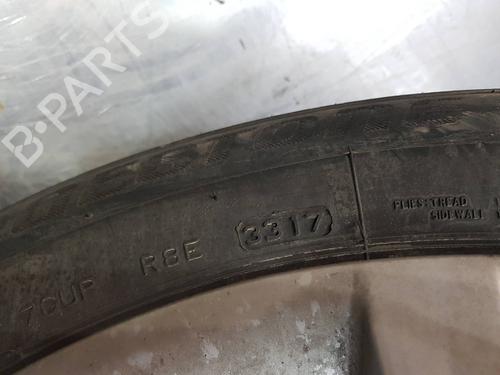 B-PARTS
7CUP R8E 3317
PLIES: TREAD
SIDEWALL